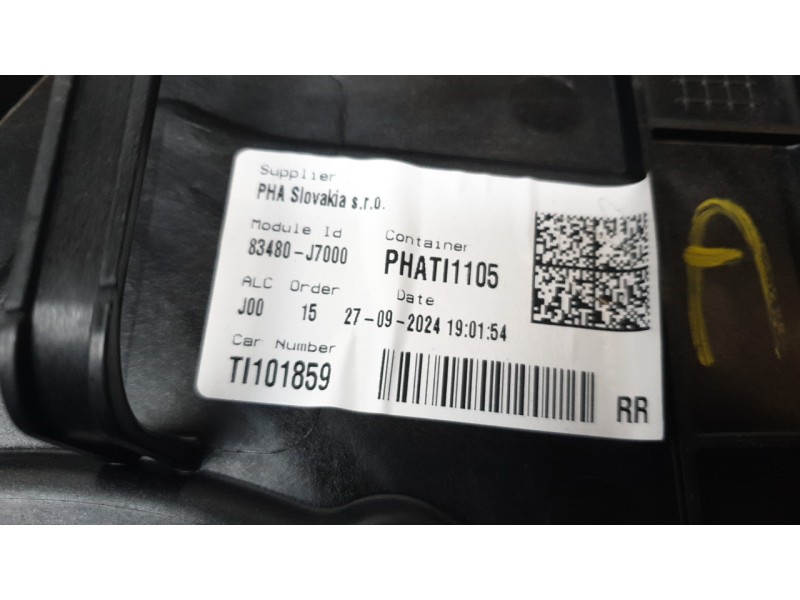 Supplier
PHA Slovakia s.r.o.
Module Id
83480-J7000
Container
PHATI1105
ALC Order
J00 15
Date
27-09-2024 19:01:54
Car Number
TI101859
RR
A